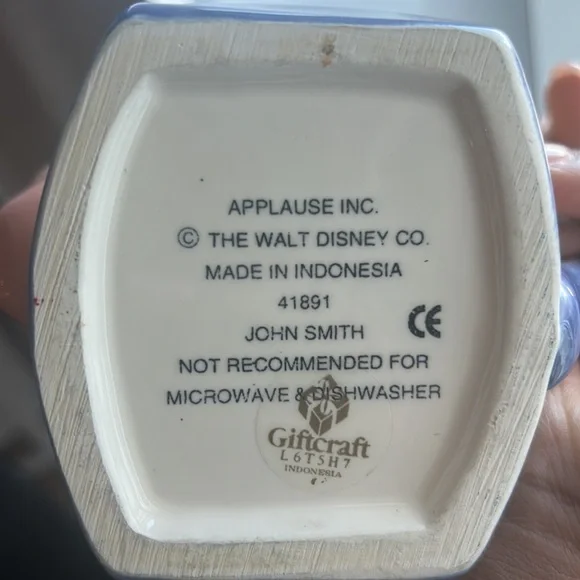 APPLAUSE INC.
© THE WALT DISNEY CO.
MADE IN INDONESIA
41891
JOHN SMITH
CE
NOT RECOMMENDED FOR
MICROWAVE & DISHWASHER
Giftcraft
L6T5H7
INDONESIA